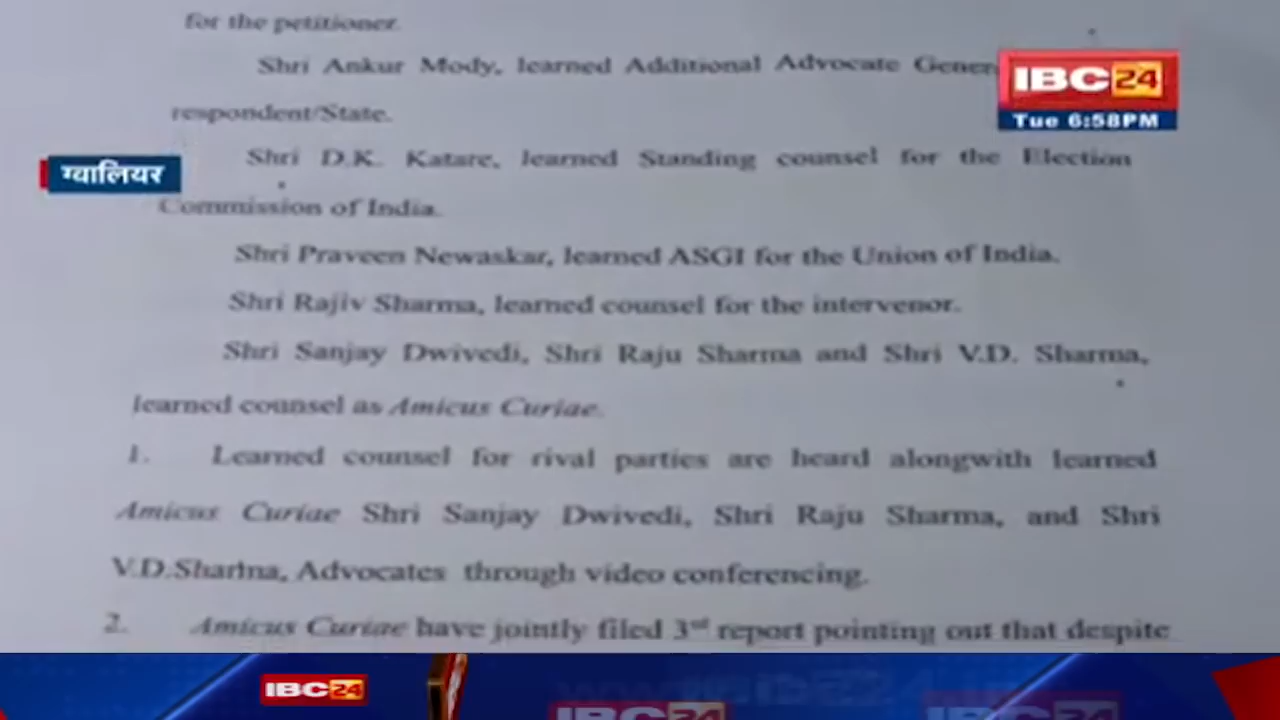 for the petitioner.
Shri Ankur Mody, learned Additional Advocate
respondent/State.
Shri D.K. Katare, learned Standing counsel for the Election
Commission of India.
Shri Praveen Newaskar, learned ASGI for the Union of India.
Shri Rajiv Sharma, learned counsel for the intervenor.
Shri Sanjay Dwivedi, Shri Raju Sharma and Shri V.D. Sharma,
learned counsel as Amicus Curiae.
1. Learned counsel for rival parties are heard alongwith learned
Amicus Curiae Shri Sanjay Dwivedi, Shri Raju Sharma, and Shri
V.D.Sharma, Advocates through video conferencing.
2. Amicus Curiae have jointly filed 3rd report pointing out that despite
IBC24
Tue 6:58PM
ग्वालियर
IBC24
IBC24
IBC24